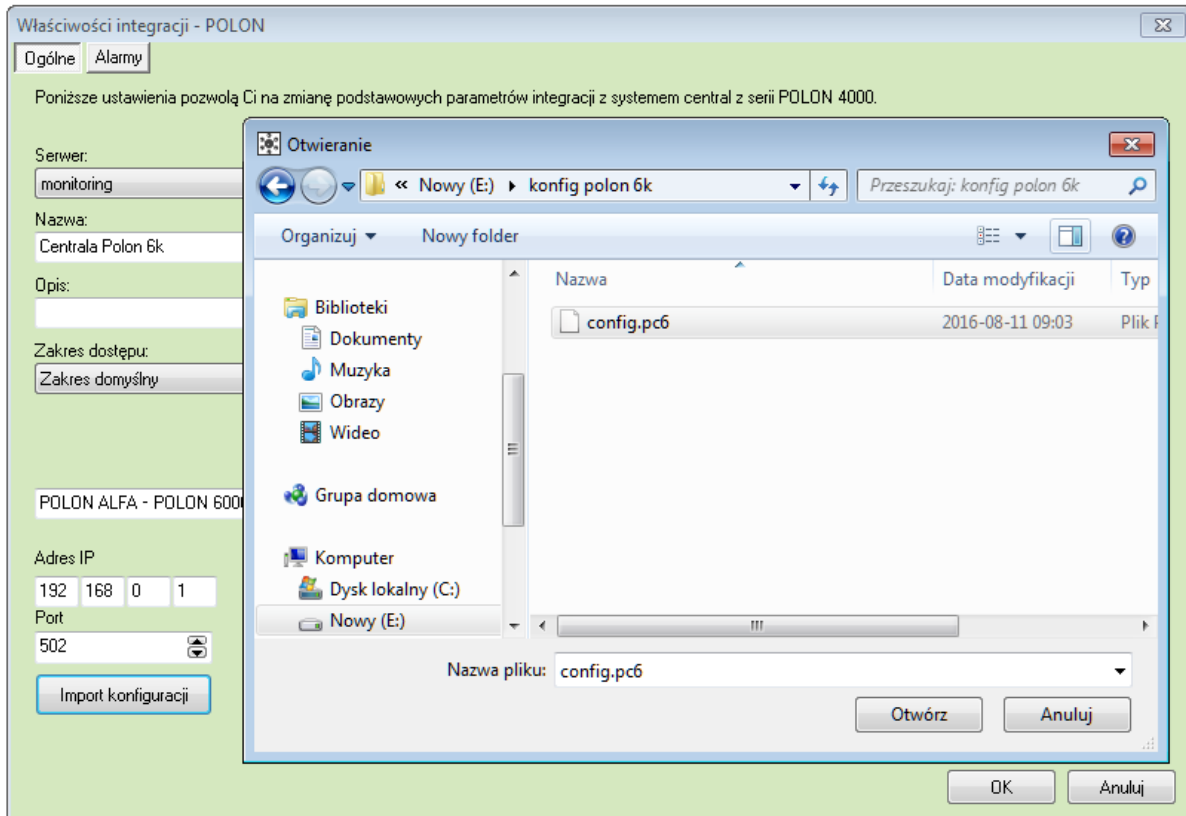 Właściwości integracji - POLON
Ogólne Alarmy
Poniższe ustawienia pozwolą Ci na zmianę podstawowych parametrów integracji z systemem central z serii POLON 4000.
Serwer:
monitoring
Nazwa:
Centrala Polon 6k
Opis:
Zakres dostępu:
Zakres domyślny
POLON ALFA - POLON 600
Adres IP
192 168 0 1
Port
502
Import konfiguracji
Otwieranie
« Nowy (E:) konfig polon 6k
Przeszukaj: konfig polon 6k
Organizuj Nowy folder
Biblioteki
Dokumenty
Muzyka
Obrazy
Wideo
Grupa domowa
Komputer
Dysk lokalny (C:)
Nowy (E:)
Nazwa Data modyfikacji Typ
config.pc6 2016-08-11 09:03 Plik
Nazwa pliku: config.pc6
Otwórz Anuluj
OK Anuluj